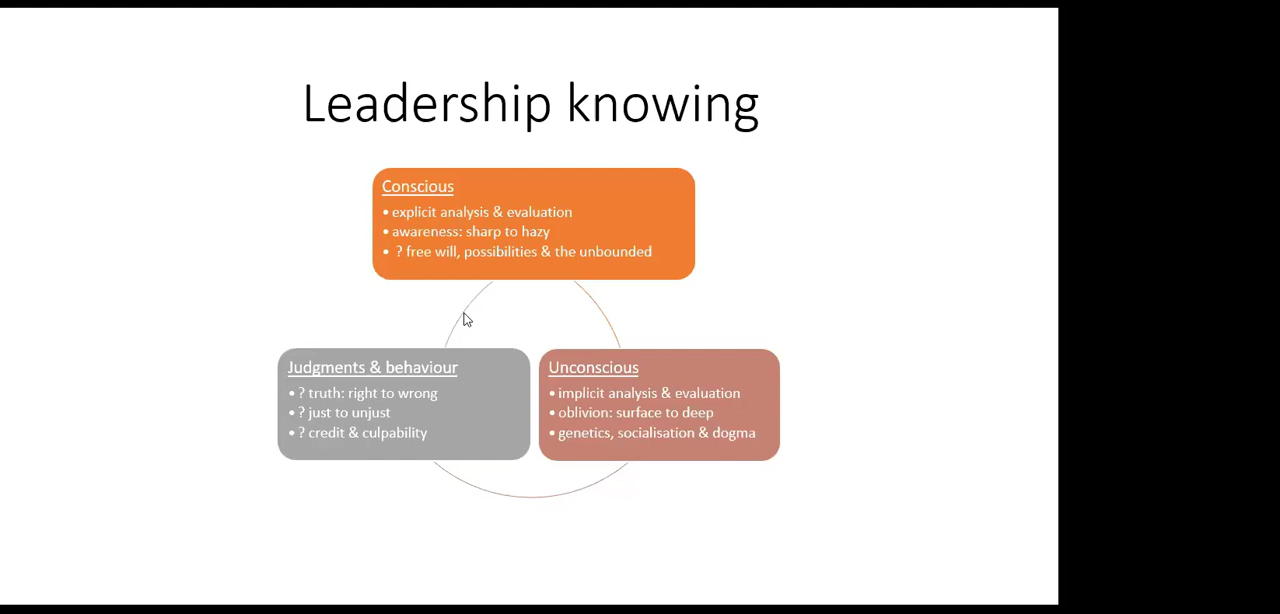 Leadership knowing
Conscious
• explicit analysis & evaluation
• awareness: sharp to hazy
• ? free will, possibilities & the unbounded
Judgments & behaviour
• ? truth: right to wrong
• ? just to unjust
• ? credit & culpability
Unconscious
• implicit analysis & evaluation
• oblivion: surface to deep
• genetics, socialisation & dogma